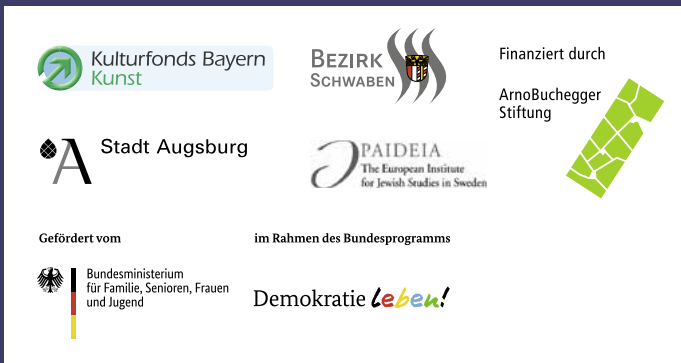 Kulturfonds Bayern
Kunst
BEZIRK
SCHWABEN
Finanziert durch
ArnoBuchegger
Stiftung
A Stadt Augsburg
PAIDEIA
The European Institute
for Jewish Studies in Sweden
Gefördert vom
im Rahmen des Bundesprogramms
Bundesministerium
für Familie, Senioren, Frauen
und Jugend
Demokratie Leben!